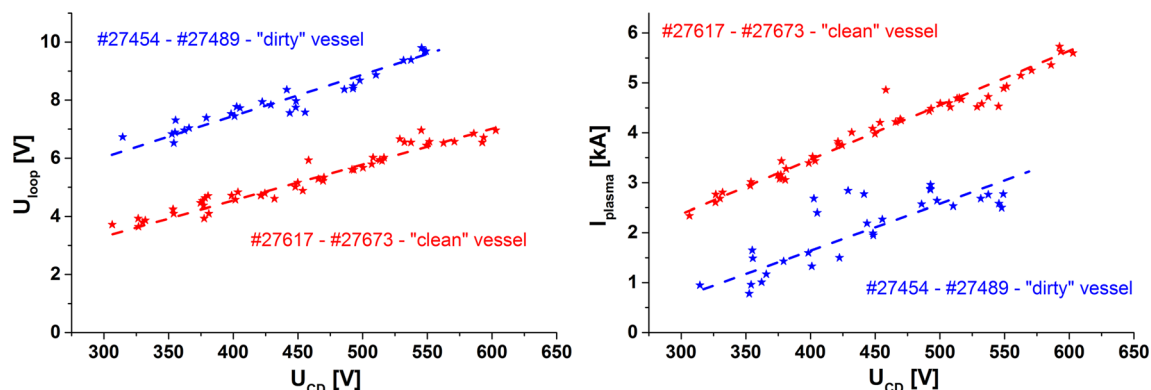 #27454 - #27489 - "dirty" vessel
10
8
6
4
2
0
U_loop [V]
#27617 - #27673 - "clean" vessel
300 350 400 450 500 550 600 650
U_CD [V]
#27617 - #27673 - "clean" vessel
6
5
4
3
2
1
0
I_plasma [kA]
#27454 - #27489 - "dirty" vessel
300 350 400 450 500 550 600 650
U_CD [V]